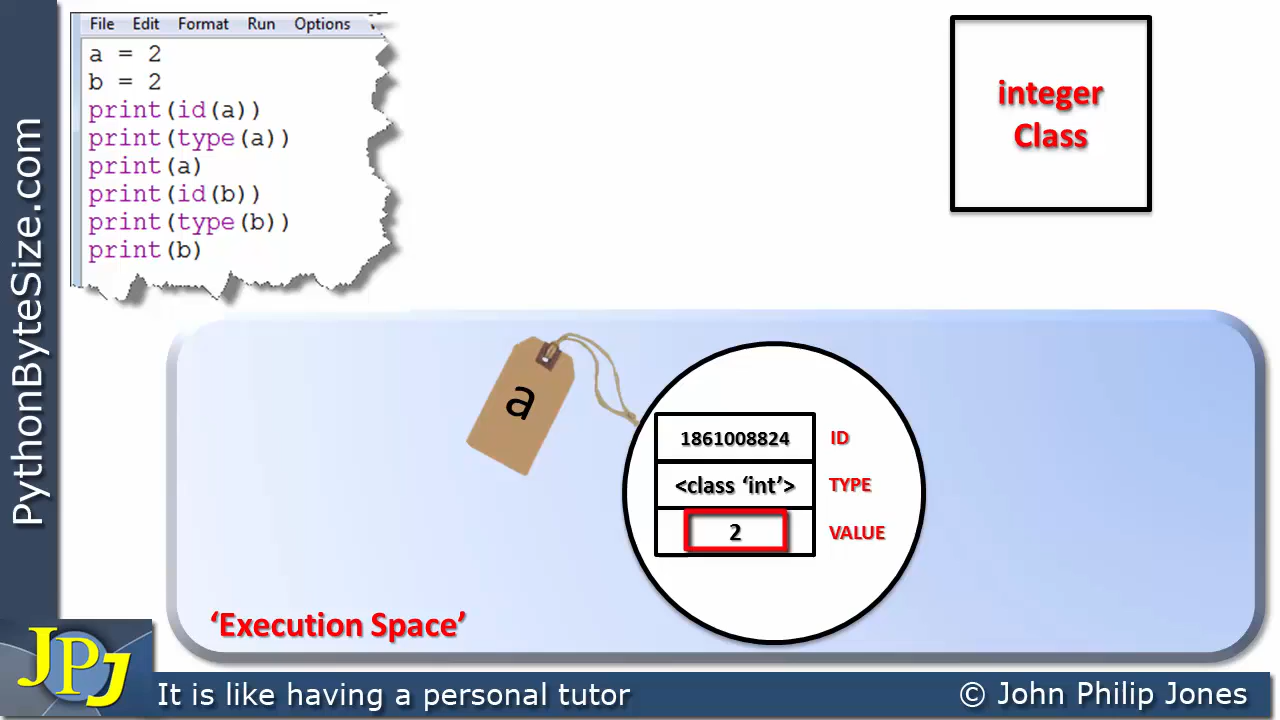 File Edit Format Run Options
a = 2
b = 2
print(id(a))
print(type(a))
print(a)
print(id(b))
print(type(b))
print(b)
integer
Class
PythonByteSize.com
a
1861008824 ID
<class ‘int’> TYPE
2 VALUE
‘Execution Space’
JPJ
It is like having a personal tutor
© John Philip Jones